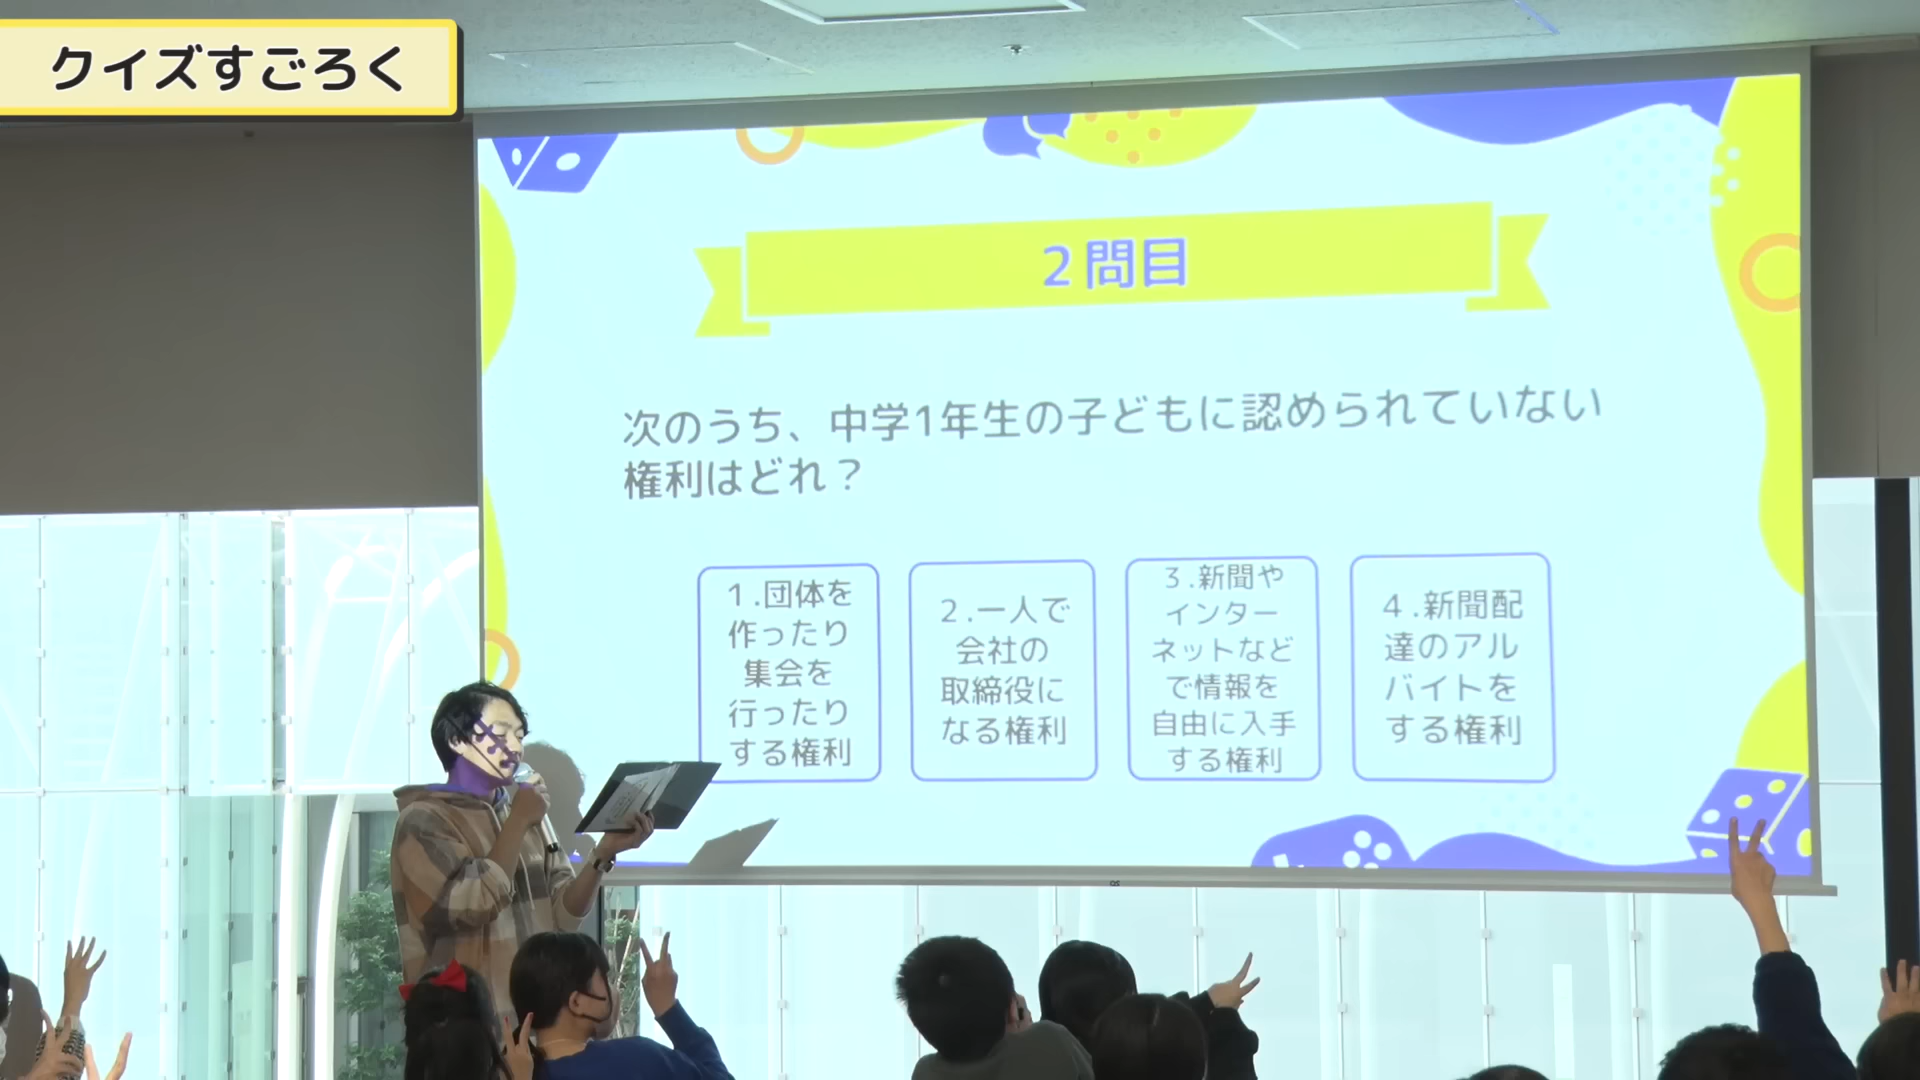 クイズすごろく
２問目
次のうち、中学1年生の子どもに認められていない
権利はどれ？
１.団体を
作ったり
集会を
行ったり
する権利
２.一人で
会社の
取締役に
なる権利
３.新聞や
インター
ネットなど
で情報を
自由に入手
する権利
４.新聞配
達のアル
バイトを
する権利